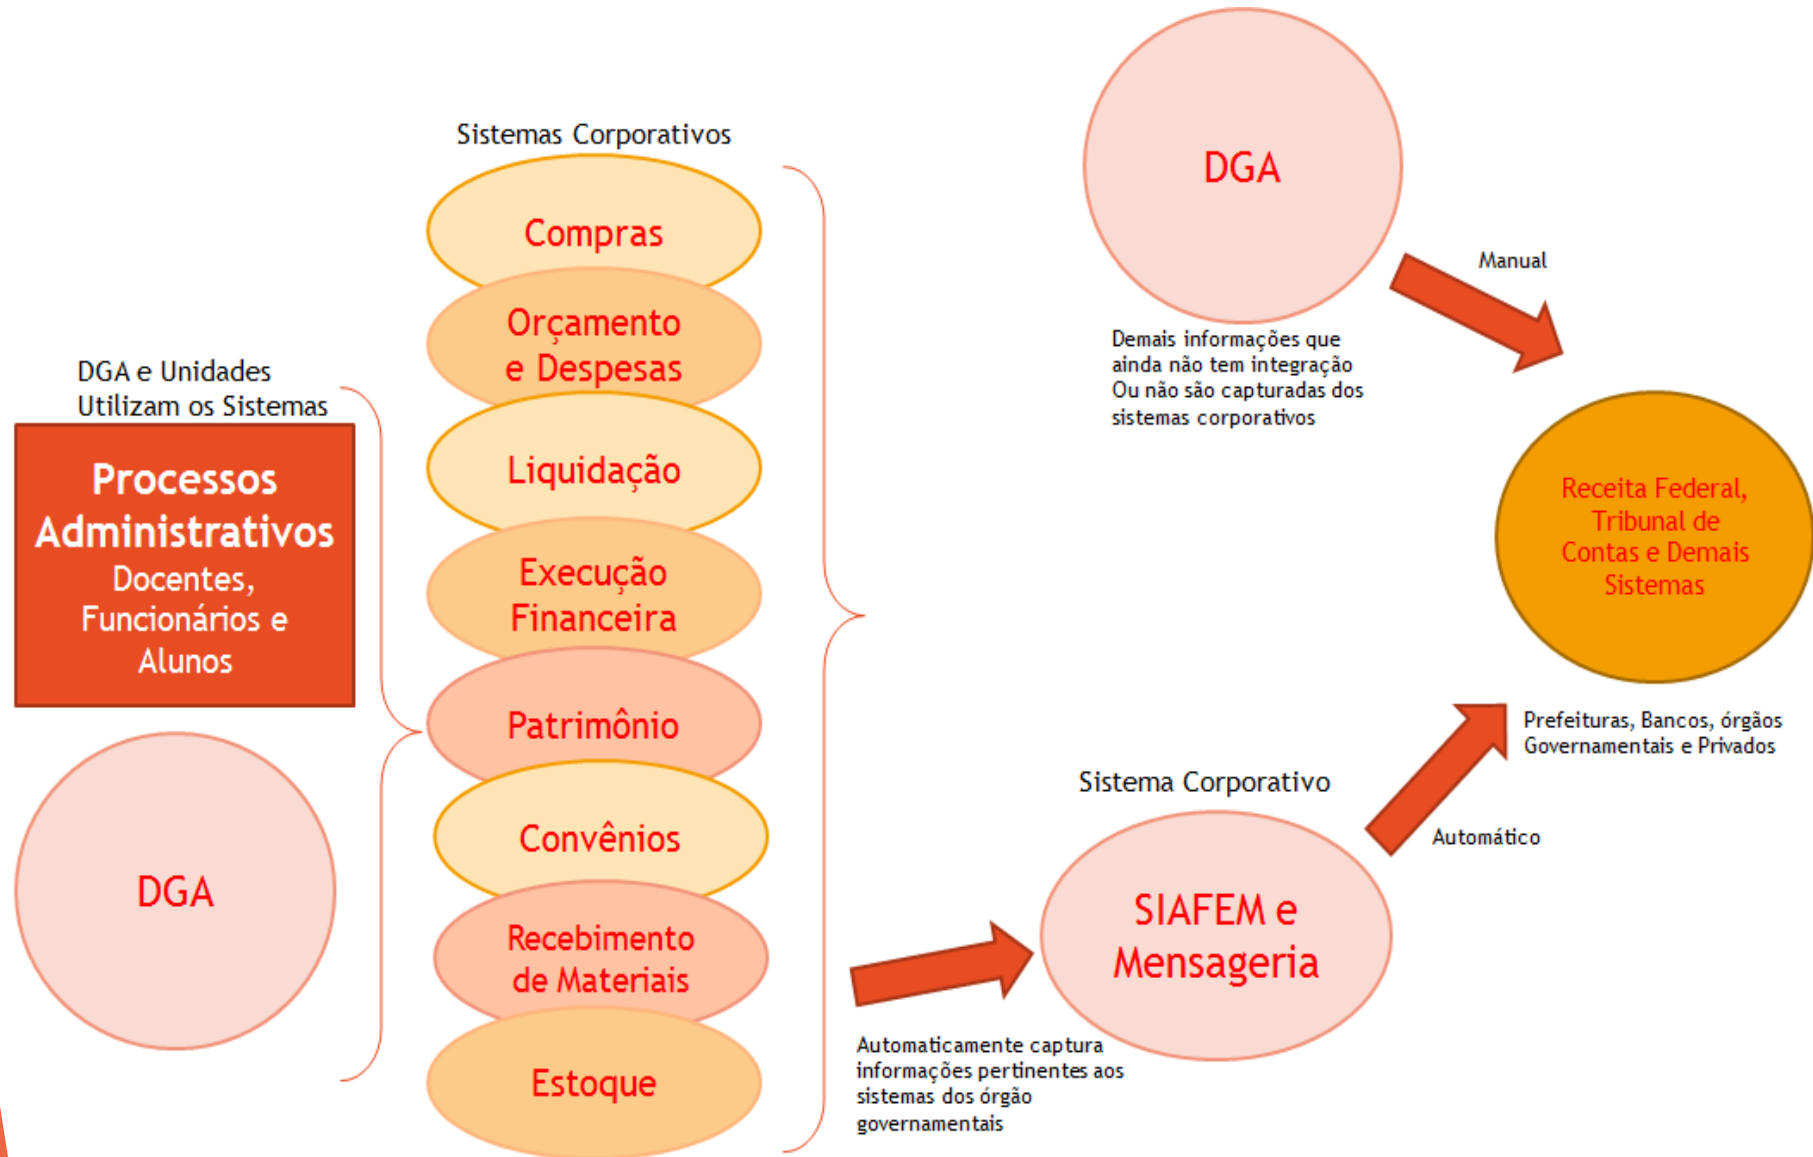 DGA e Unidades
Utilizam os Sistemas
Processos
Administrativos
Docentes,
Funcionários e
Alunos
DGA
Sistemas Corporativos
Compras
Orçamento
e Despesas
Liquidação
Execução
Financeira
Patrimônio
Convênios
Recebimento
de Materiais
Estoque
Automaticamente captura
informações pertinentes aos
sistemas dos órgão
governamentais
DGA
Demais informações que
ainda não tem integração
Ou não são capturadas dos
sistemas corporativos
Manual
Sistema Corporativo
SIAFEM e
Mensageria
Automático
Receita Federal,
Tribunal de
Contas e Demais
Sistemas
Prefeituras, Bancos, órgãos
Governamentais e Privados